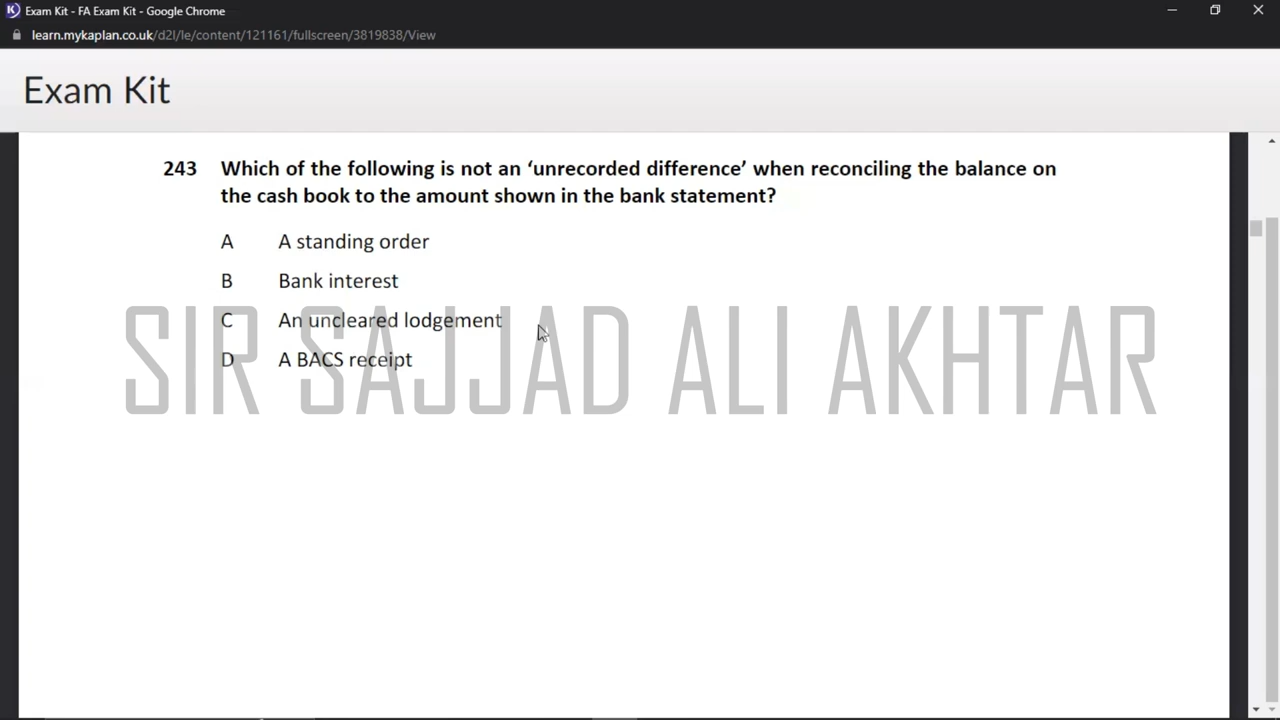 Exam Kit - FA Exam Kit - Google Chrome
learn.mykaplan.co.uk/d2l/le/content/121161/fullscreen/3819838/View
Exam Kit
243 Which of the following is not an ‘unrecorded difference’ when reconciling the balance on
the cash book to the amount shown in the bank statement?
A A standing order
B Bank interest
C An uncleared lodgement
D A BACS receipt
SIR SAJJAD ALI AKHTAR